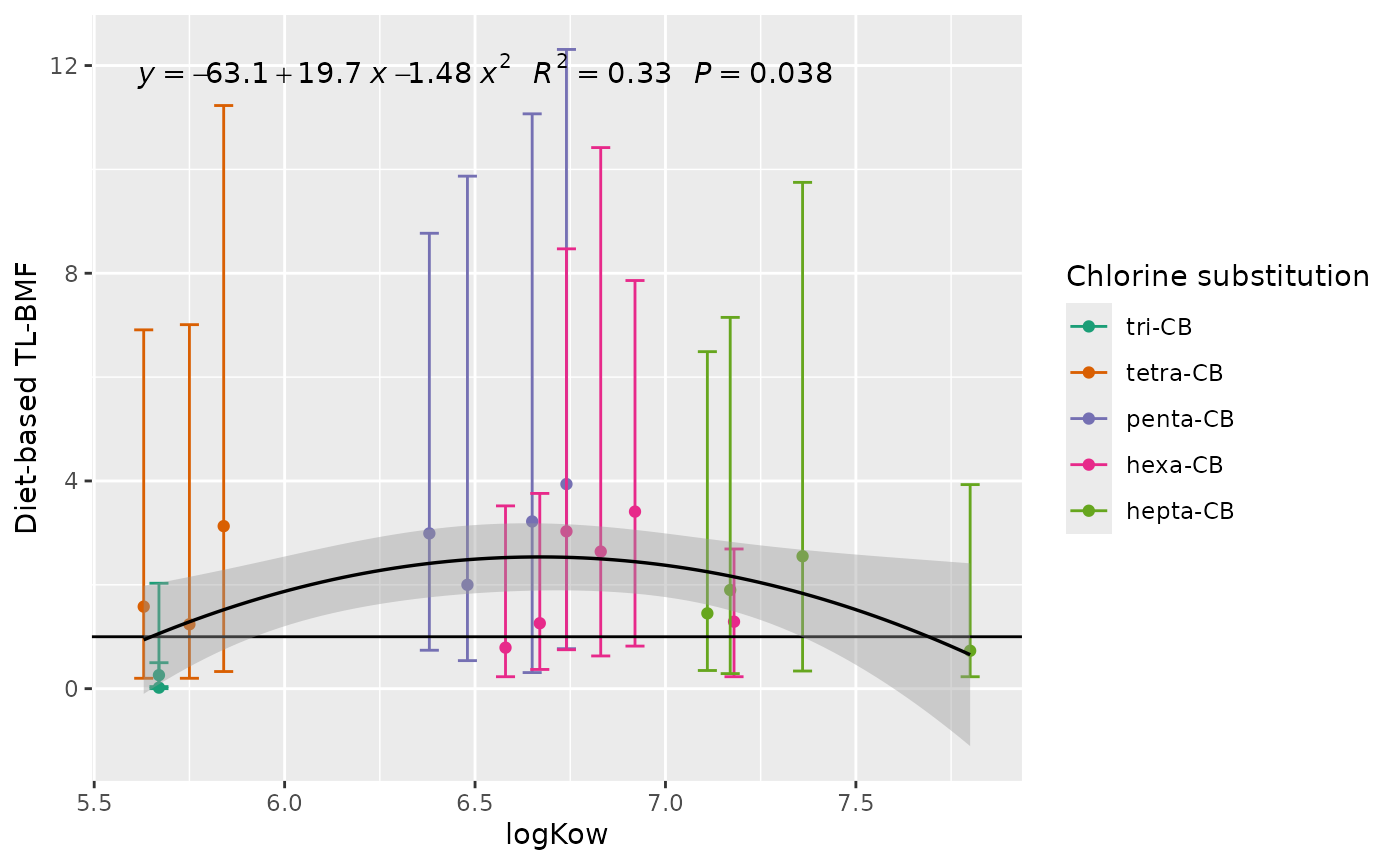 y = −63.1 + 19.7 x −1.48 x² R² = 0.33 P = 0.038
12
8
4
0
Diet-based TL-BMF
5.5 6.0 6.5 7.0 7.5
logKow
Chlorine substitution
tri-CB
tetra-CB
penta-CB
hexa-CB
hepta-CB